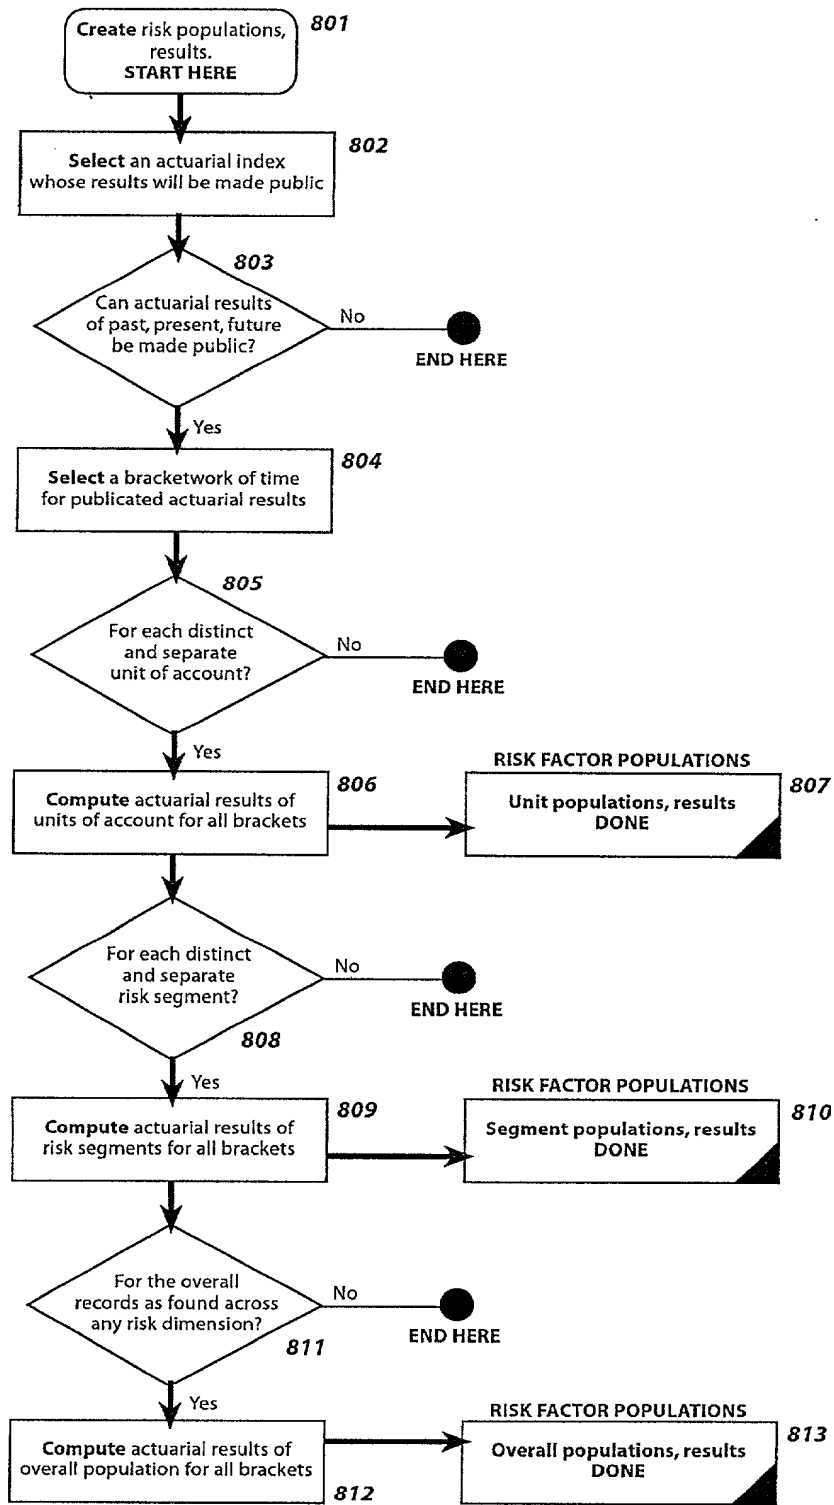 Create risk populations,
results.
START HERE
801
Select an actuarial index
whose results will be made public
802
803
Can actuarial results
of past, present, future
be made public?
No
END HERE
Yes
Select a bracketwork of time
for publicated actuarial results
804
805
For each distinct
and separate
unit of account?
No
END HERE
Yes
Compute actuarial results of
units of account for all brackets
806
RISK FACTOR POPULATIONS
Unit populations, results
DONE
807
For each distinct
and separate
risk segment?
No
END HERE
808
Yes
Compute actuarial results of
risk segments for all brackets
809
RISK FACTOR POPULATIONS
Segment populations, results
DONE
810
For the overall
records as found across
any risk dimension?
No
END HERE
811
Yes
Compute actuarial results of
overall population for all brackets
812
RISK FACTOR POPULATIONS
Overall populations, results
DONE
813